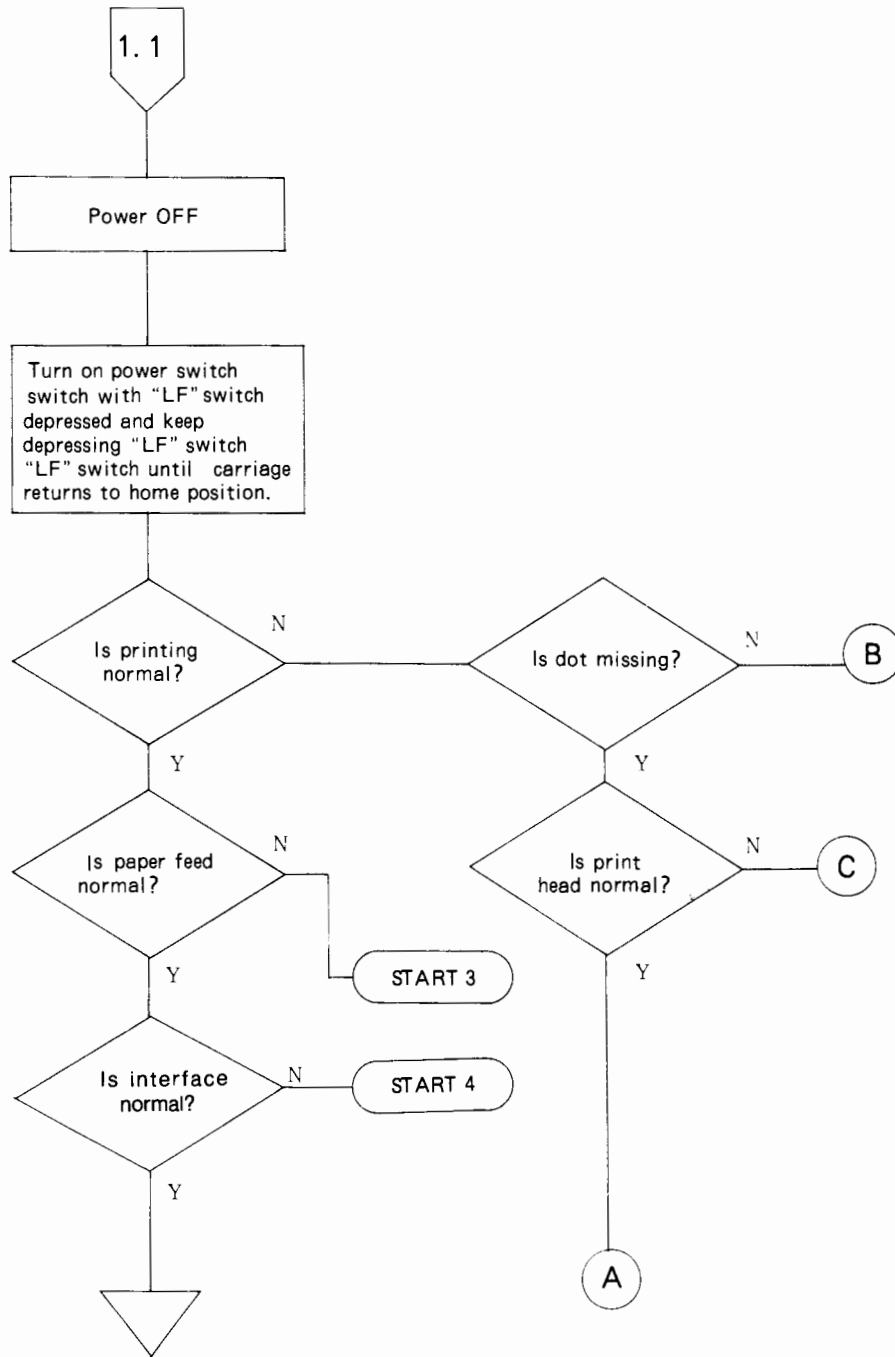 1. 1
Power OFF
Turn on power switch
switch with “LF” switch
depressed and keep
depressing “LF” switch
“LF” switch until carriage
returns to home position.
Is printing
normal?
N
Y
Is dot missing?
N
B
Y
Is paper feed
normal?
N
Y
START 3
Is print
head normal?
N
C
Y
Is interface
normal?
N
START 4
Y
A